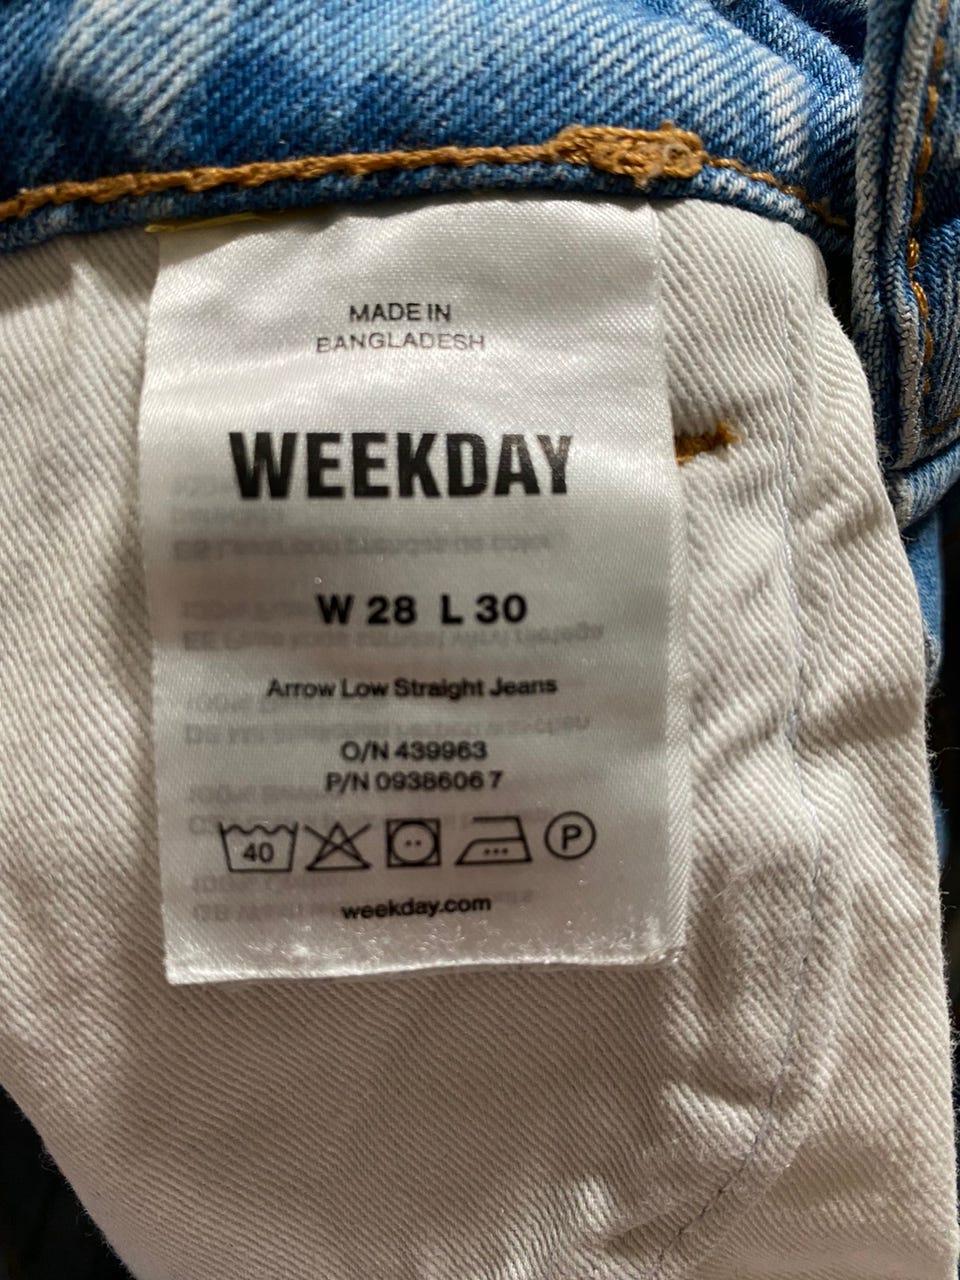 MADE IN
BANGLADESH
WEEKDAY
W 28 L 30
Arrow Low Straight Jeans
O/N 439963
P/N 09386067
40
P
weekday.com